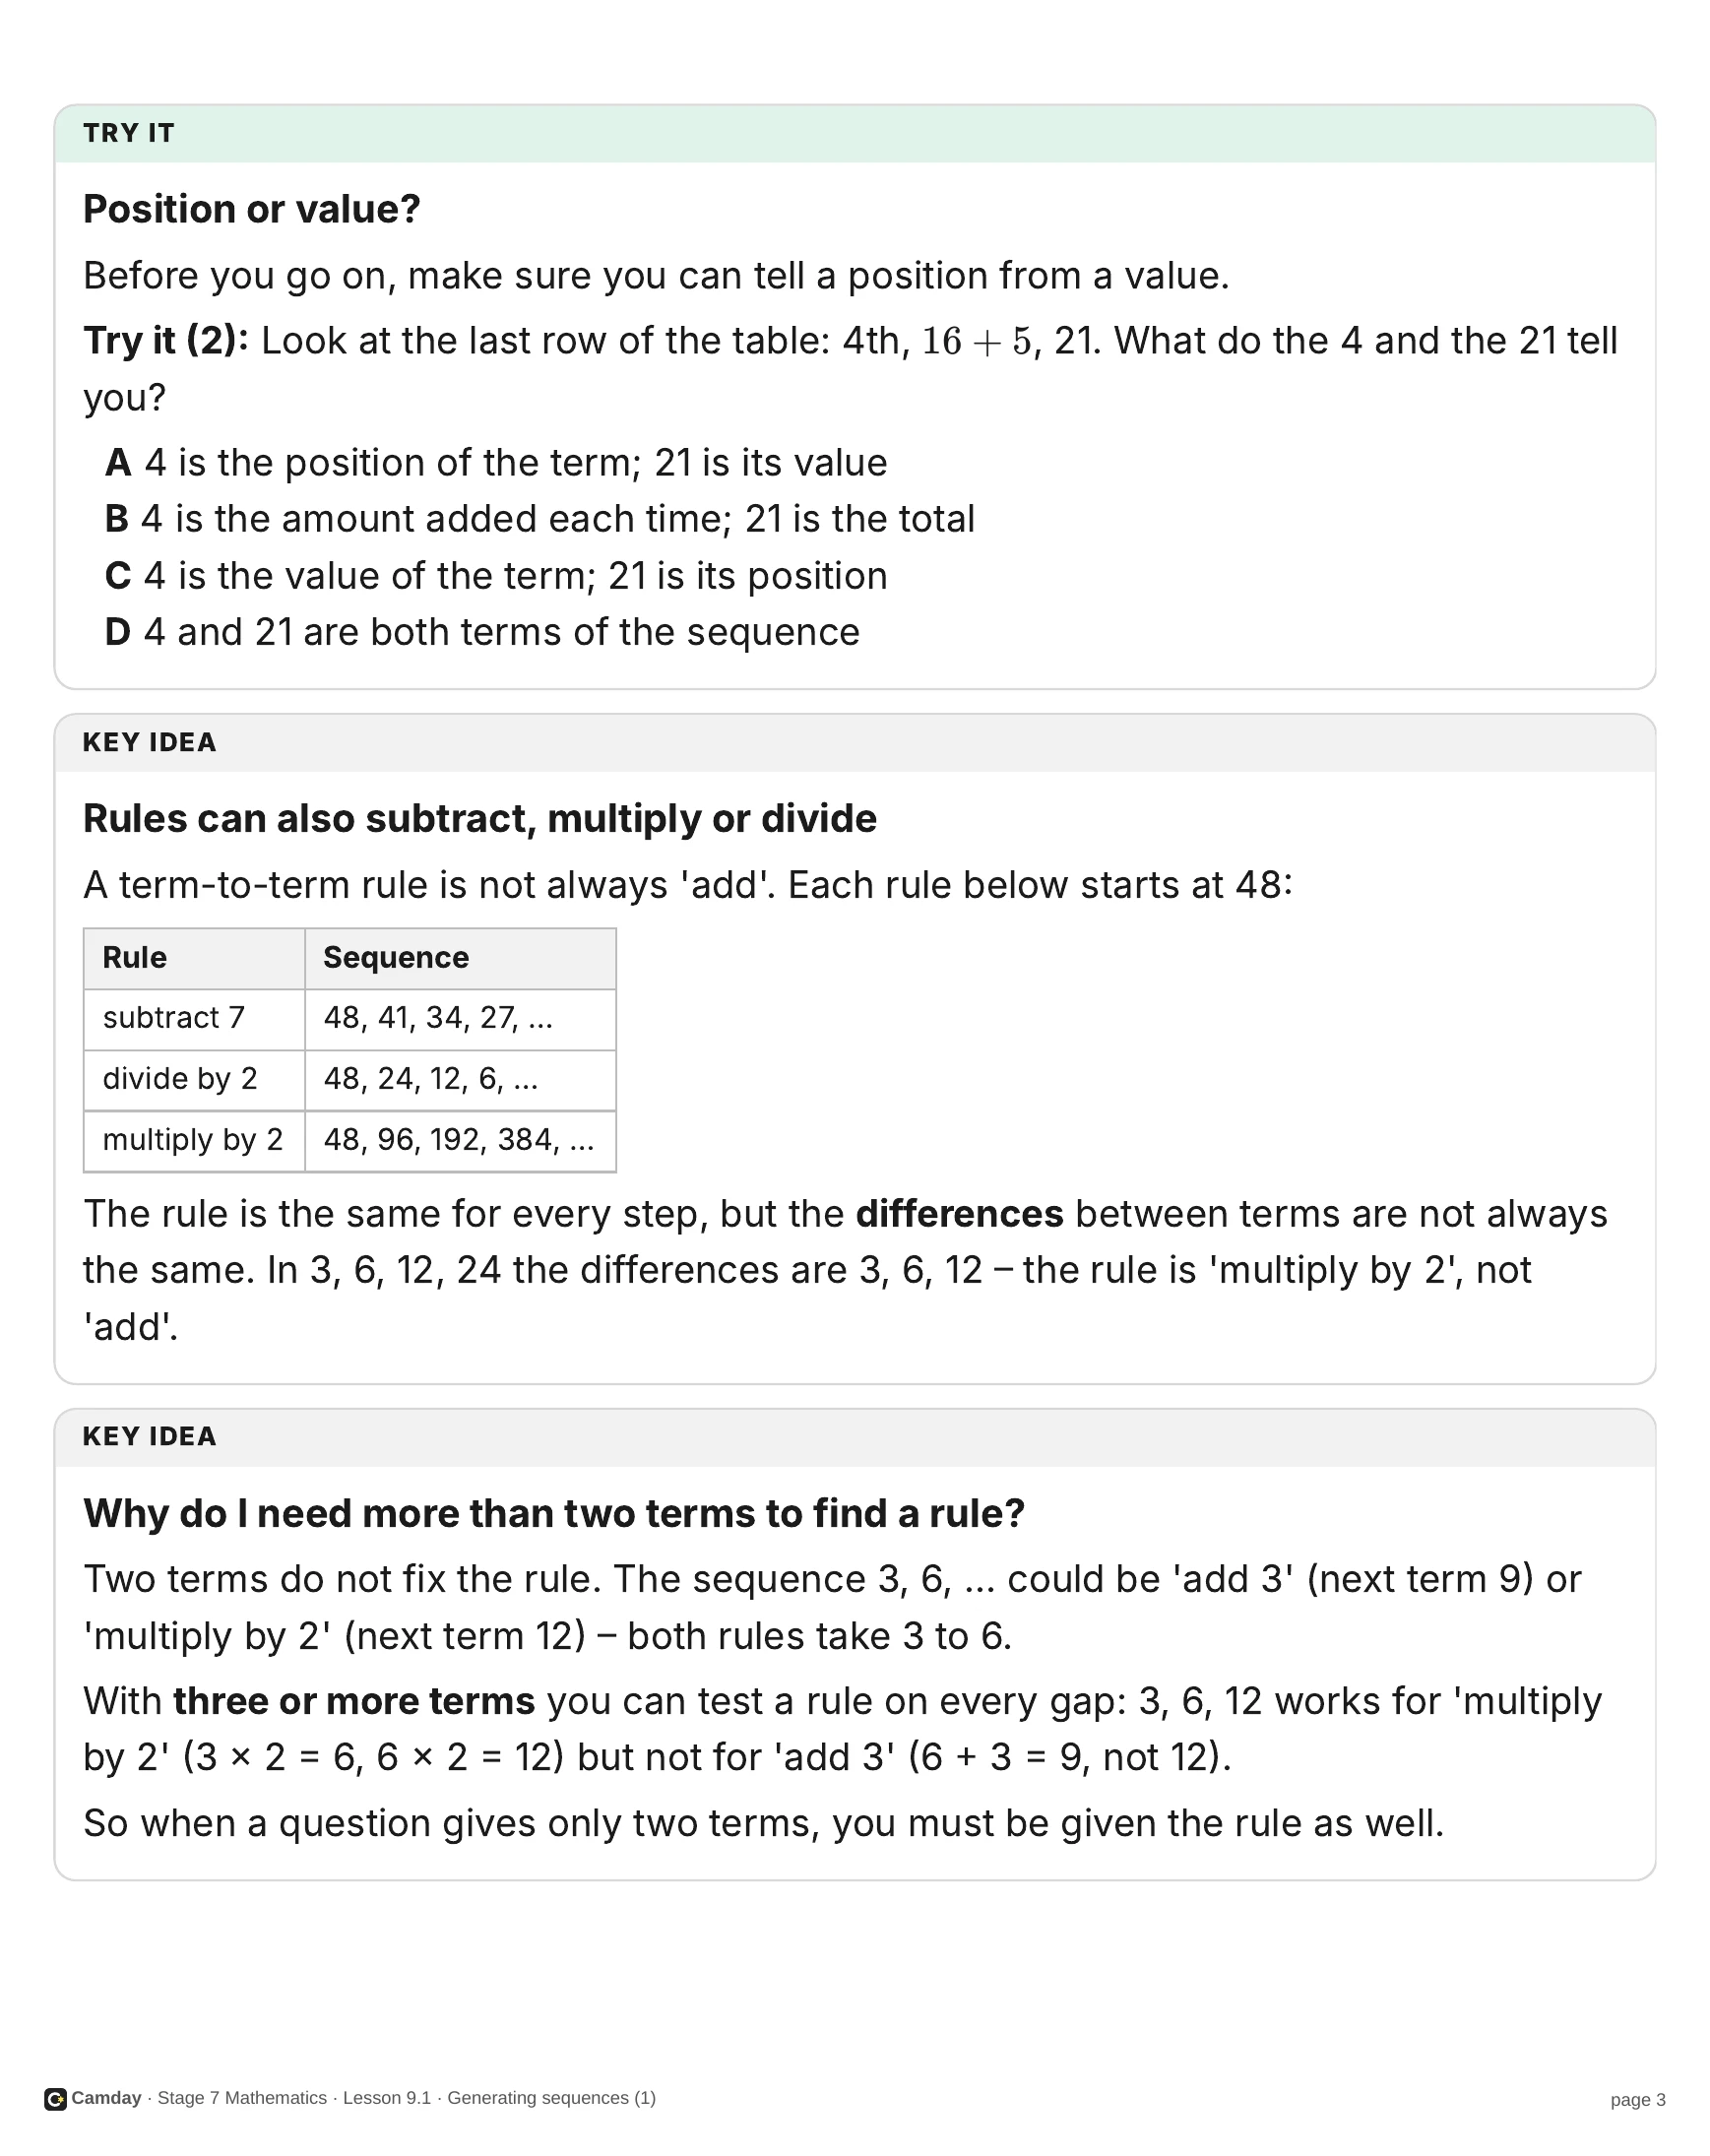 TRY IT
Position or value?
Before you go on, make sure you can tell a position from a value.
Try it (2): Look at the last row of the table: 4th, 16 + 5, 21. What do the 4 and the 21 tell
you?
A 4 is the position of the term; 21 is its value
B 4 is the amount added each time; 21 is the total
C 4 is the value of the term; 21 is its position
D 4 and 21 are both terms of the sequence
KEY IDEA
Rules can also subtract, multiply or divide
A term-to-term rule is not always 'add'. Each rule below starts at 48:
Rule Sequence
subtract 7 48, 41, 34, 27, ...
divide by 2 48, 24, 12, 6, ...
multiply by 2 48, 96, 192, 384, ...
The rule is the same for every step, but the differences between terms are not always
the same. In 3, 6, 12, 24 the differences are 3, 6, 12 – the rule is 'multiply by 2', not
'add'.
KEY IDEA
Why do I need more than two terms to find a rule?
Two terms do not fix the rule. The sequence 3, 6, ... could be 'add 3' (next term 9) or
'multiply by 2' (next term 12) – both rules take 3 to 6.
With three or more terms you can test a rule on every gap: 3, 6, 12 works for 'multiply
by 2' (3 × 2 = 6, 6 × 2 = 12) but not for 'add 3' (6 + 3 = 9, not 12).
So when a question gives only two terms, you must be given the rule as well.
Camday · Stage 7 Mathematics · Lesson 9.1 · Generating sequences (1) page 3